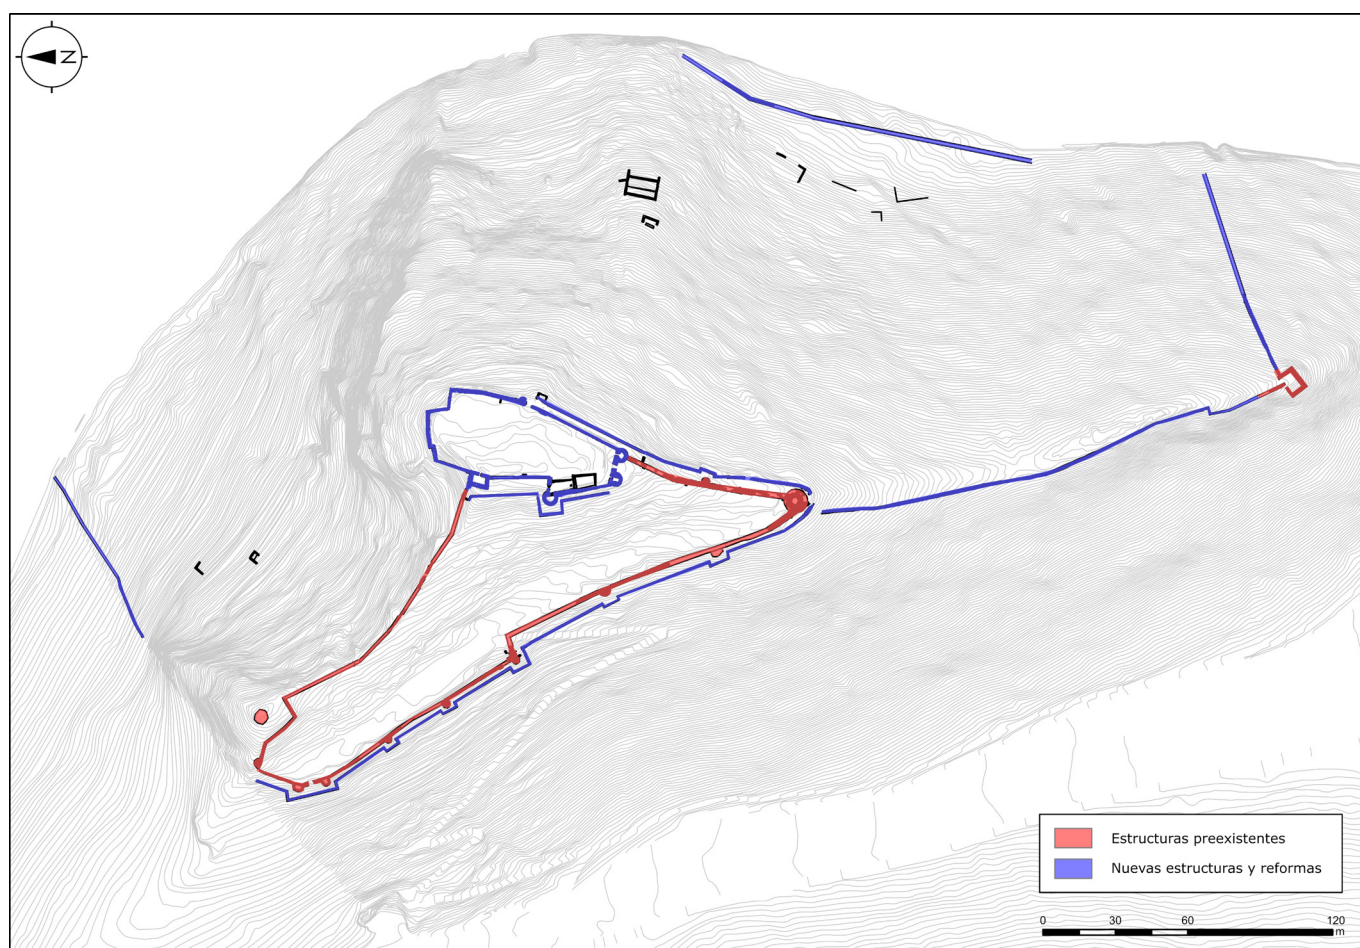 N
Estructuras preexistentes
Nuevas estructuras y reformas
0 30 60 120
m